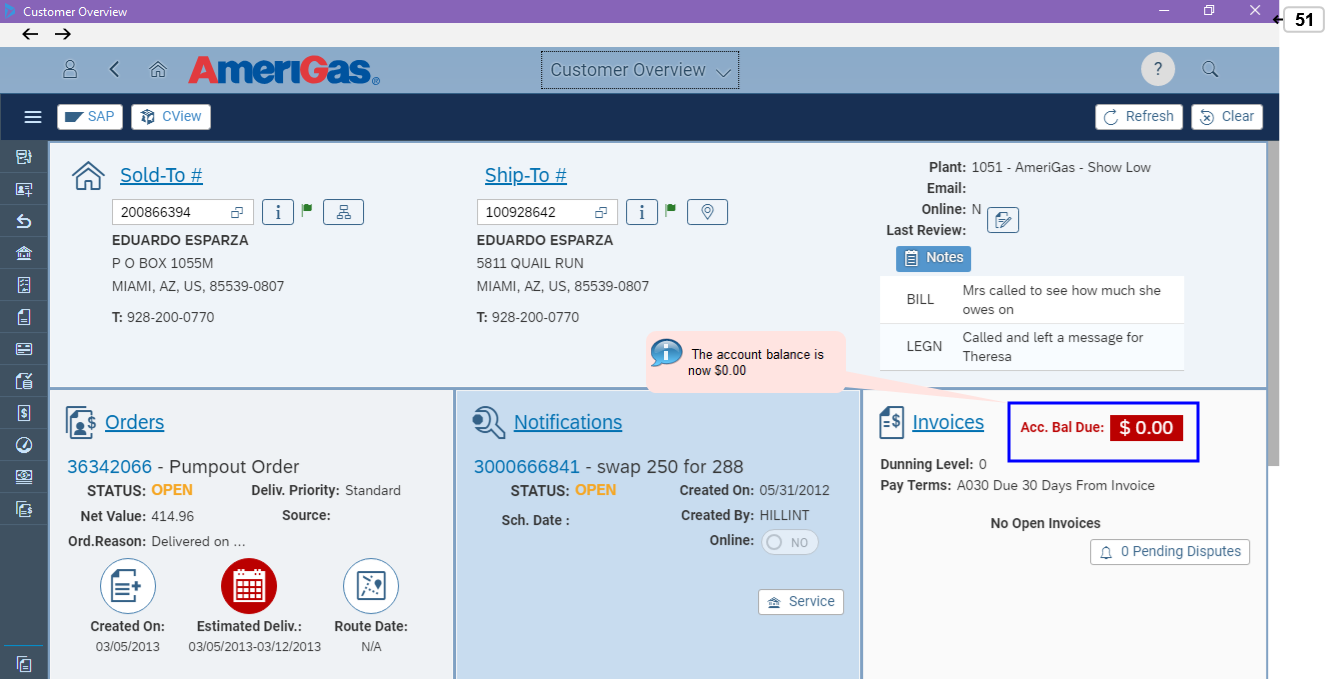 Customer Overview
51
AmeriGas®
Customer Overview
?
SAP
CView
Refresh
Clear
Sold-To #
200866394
i
EDUARDO ESPARZA
P O BOX 1055M
MIAMI, AZ, US, 85539-0807
T: 928-200-0770
Ship-To #
100928642
i
EDUARDO ESPARZA
5811 QUAIL RUN
MIAMI, AZ, US, 85539-0807
T: 928-200-0770
Plant: 1051 - AmeriGas - Show Low
Email:
Online: N
Last Review:
Notes
BILL
Mrs called to see how much she
owes on
LEGN
Called and left a message for
Theresa
The account balance is
now $0.00
Orders
36342066 - Pumpout Order
STATUS: OPEN
Deliv. Priority: Standard
Net Value: 414.96
Source:
Ord.Reason: Delivered on ...
Created On:
03/05/2013
Estimated Deliv.:
03/05/2013-03/12/2013
Route Date:
N/A
Notifications
3000666841 - swap 250 for 288
STATUS: OPEN
Created On: 05/31/2012
Sch. Date :
Created By: HILLINT
Online: NO
Service
Invoices
Acc. Bal Due: $ 0.00
Dunning Level: 0
Pay Terms: A030 Due 30 Days From Invoice
No Open Invoices
0 Pending Disputes